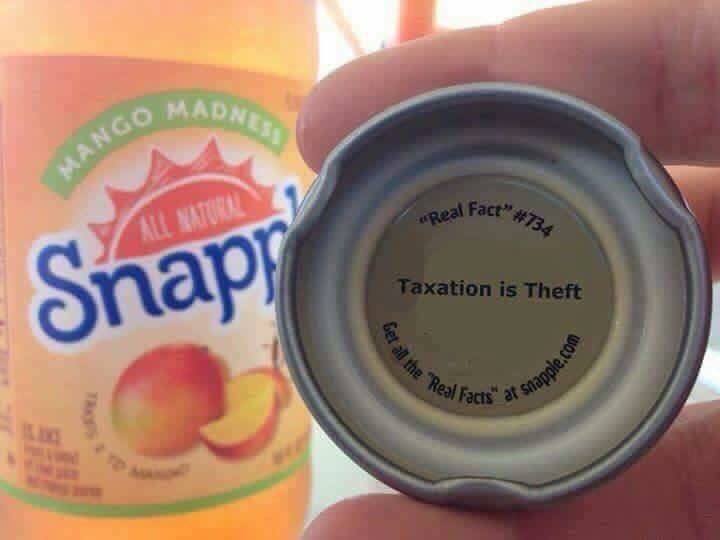 MANGO MADNESS
ALL NATURAL
Snapp
"Real Fact" #734
Taxation is Theft
Get all the "Real Facts" at snapple.com